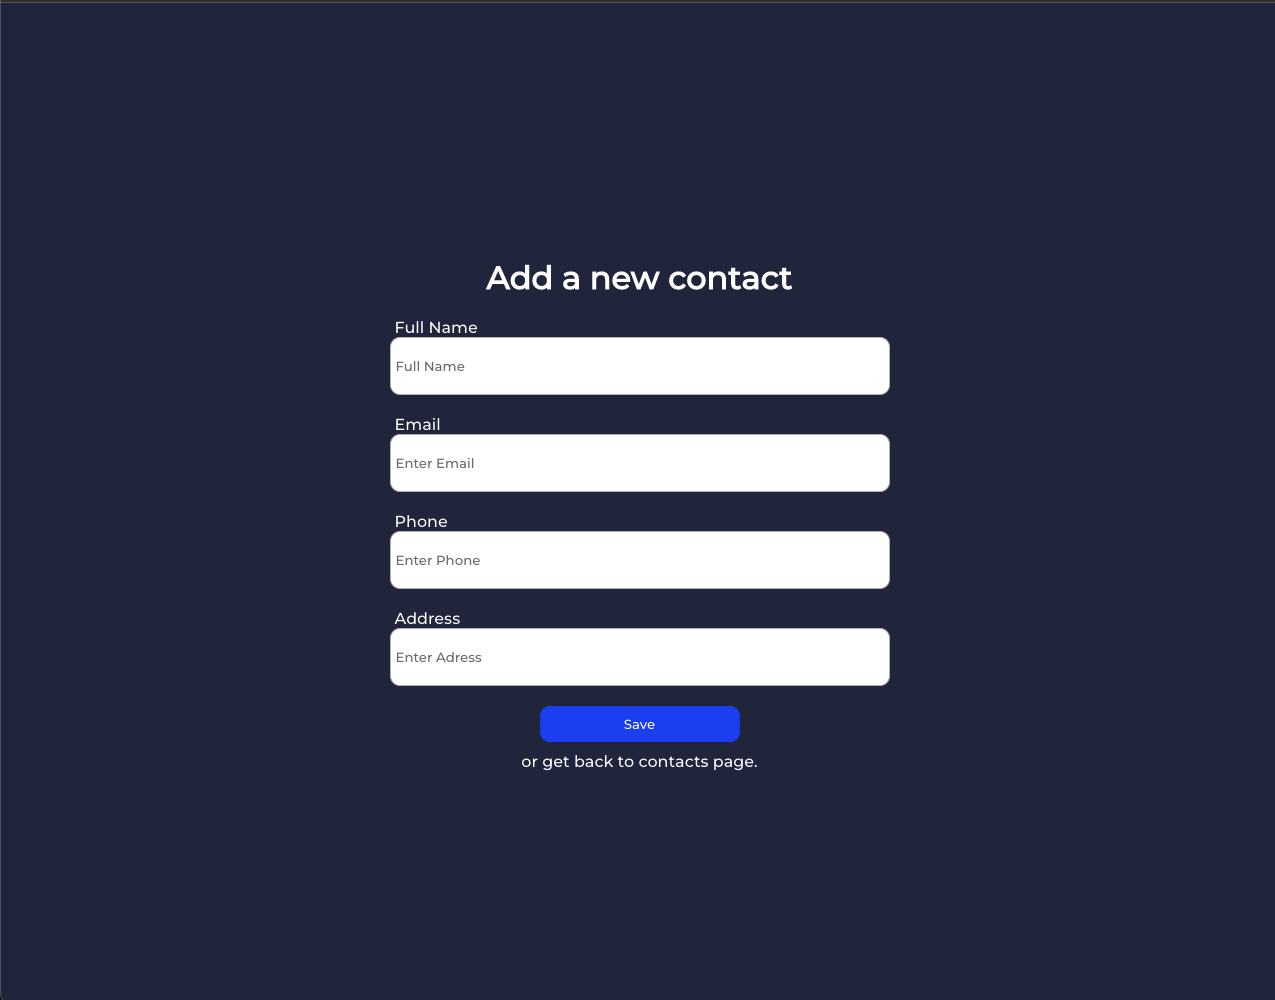 Add a new contact
Full Name
Full Name
Email
Enter Email
Phone
Enter Phone
Address
Enter Adress
Save
or get back to contacts page.